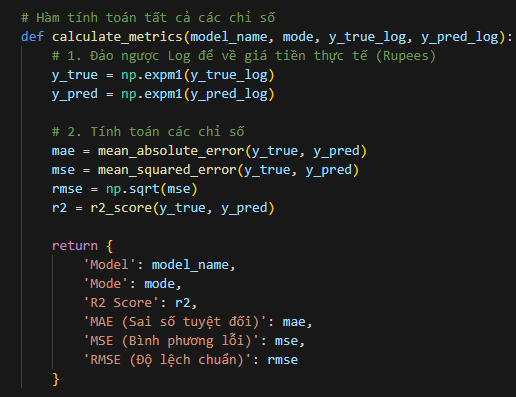 # Hàm tính toán tất cả các chỉ số
def calculate_metrics(model_name, mode, y_true_log, y_pred_log):
    # 1. Đảo ngược Log để về giá tiền thực tế (Rupees)
    y_true = np.expm1(y_true_log)
    y_pred = np.expm1(y_pred_log)

    # 2. Tính toán các chỉ số
    mae = mean_absolute_error(y_true, y_pred)
    mse = mean_squared_error(y_true, y_pred)
    rmse = np.sqrt(mse)
    r2 = r2_score(y_true, y_pred)

    return {
        'Model': model_name,
        'Mode': mode,
        'R2 Score': r2,
        'MAE (Sai số tuyệt đối)': mae,
        'MSE (Bình phương lỗi)': mse,
        'RMSE (Độ lệch chuẩn)': rmse
    }